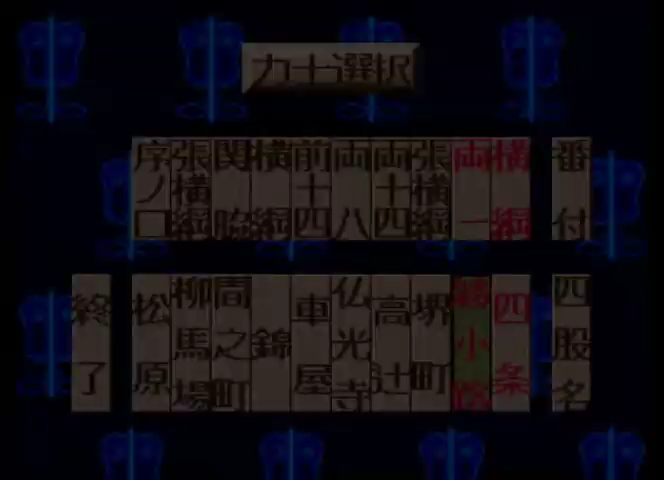 力士選択
番付
横綱
両一
張横綱
両十四
両八
前十四
横綱
関脇
張横綱
序ノ口
四股名
四条
綾小路
堺町
高辻
仏光寺
車屋
錦
間之町
柳馬場
松原
終了